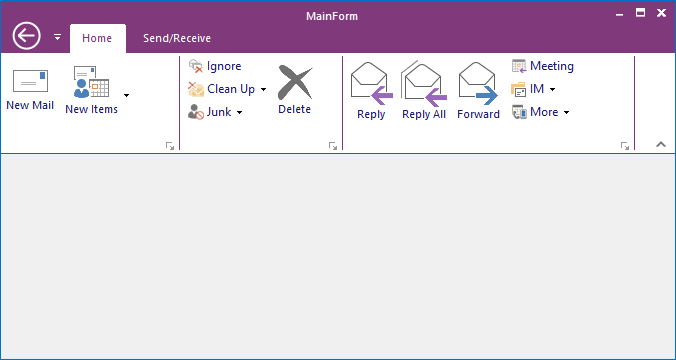 MainForm
Home
Send/Receive
New Mail
New Items
Ignore
Clean Up
Junk
Delete
Reply
Reply All
Forward
Meeting
IM
More